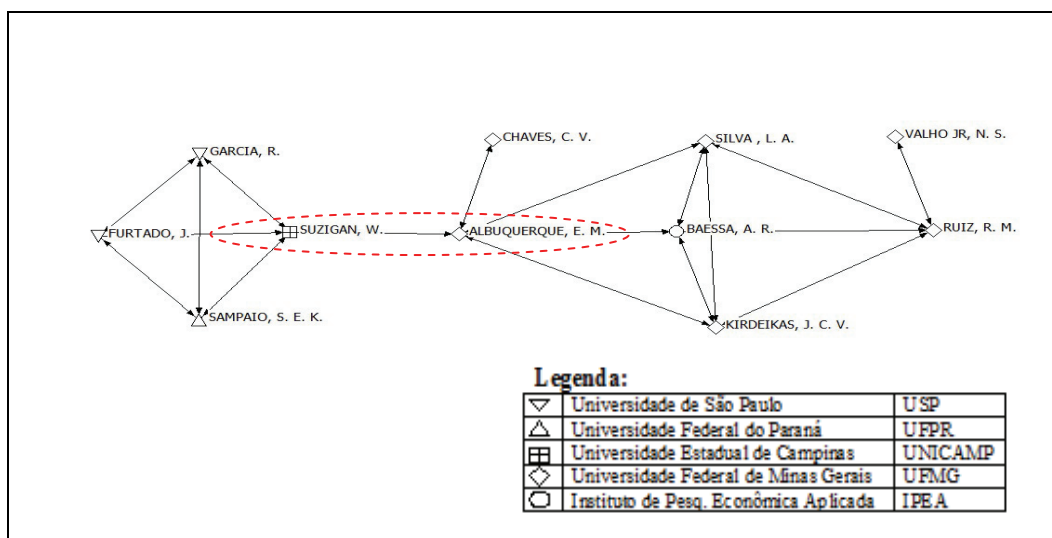 CHAVES, C. V.
SILVA , L. A.
VALHO JR, N. S.
GARCIA, R.
FURTADO, J.
SUZIGAN, W.
ALBUQUERQUE, E. M.
BAESSA, A. R.
RUIZ, R. M.
SAMPAIO, S. E. K.
KIRDEIKAS, J. C. V.
Legenda:
Universidade de São Paulo USP
Universidade Federal do Paraná UFPR
Universidade Estadual de Campinas UNICAMP
Universidade Federal de Minas Gerais UFMG
Instituto de Pesq. Econômica Aplicada IPEA